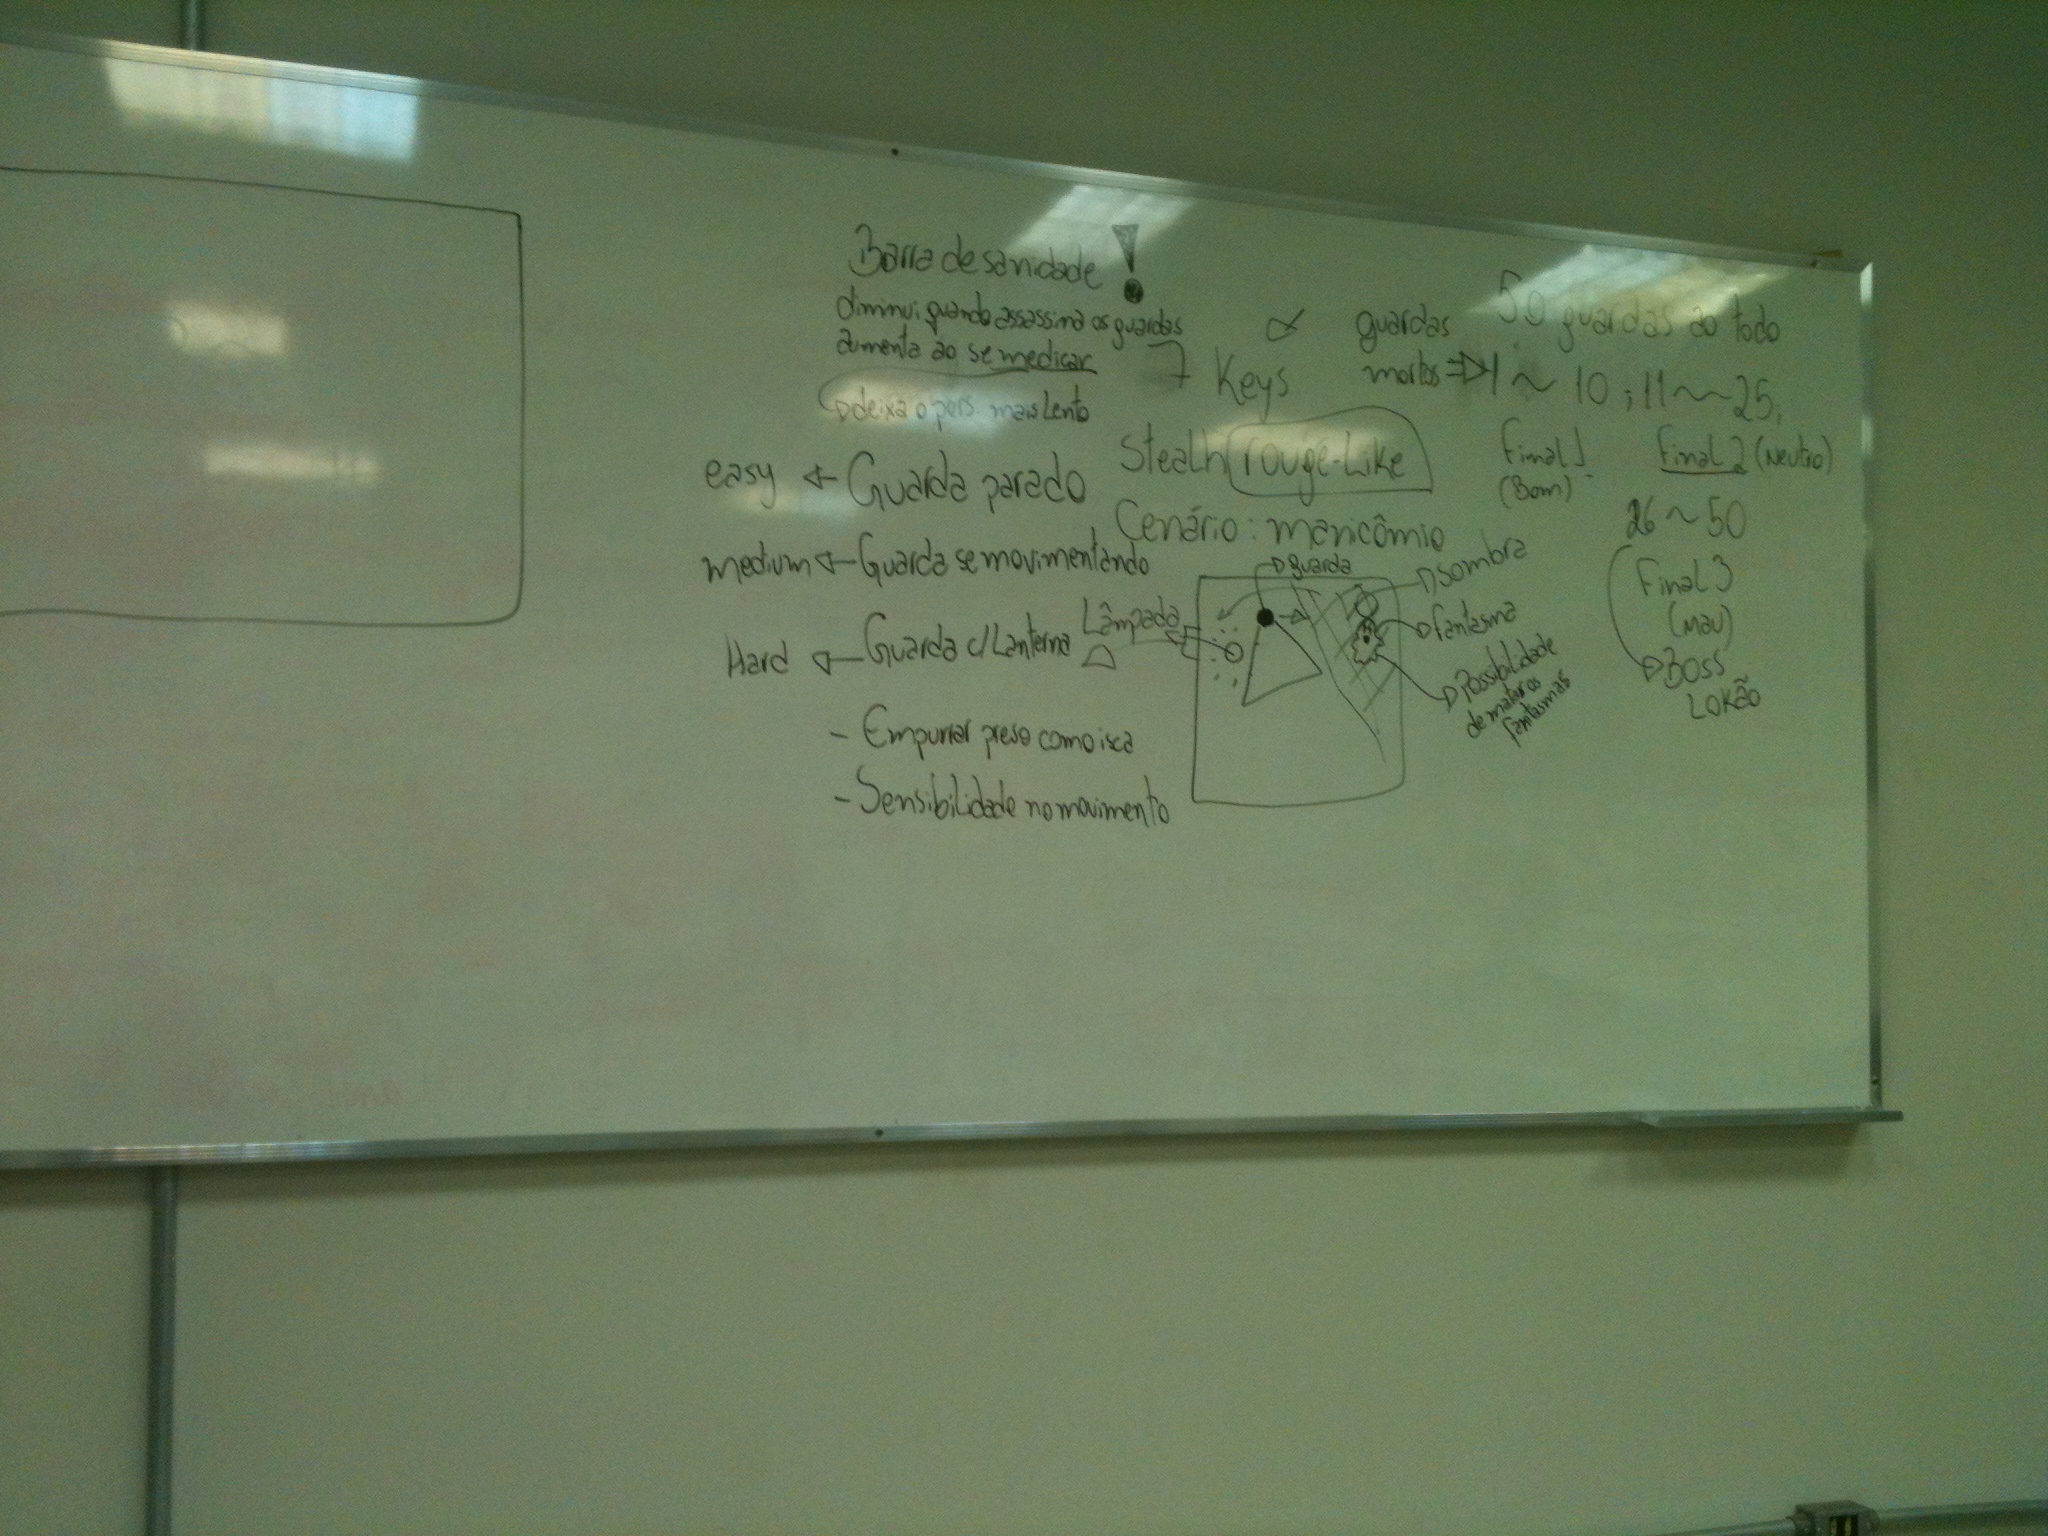 Barra de sanidade !
diminui quando assassina os guardas
aumenta ao se medicar
deixa o pers. mais lento
7 Keys
Stealh rouge-Like
Cenário: manicômio
easy Guarda parado
medium Guarda se movimentando
Hard Guarda c/ Lanterna
- Empurrar preso como isca
- Sensibilidade no movimento
guarda
Lâmpada
sombra
fantasma
Possibilidade
de matar os
fantasmas
50 guardas ao todo
guardas
mortos 1 ~ 10 ; 11 ~ 25,
Final 1
(Bom)
Final 2 (Neutro)
26 ~ 50
Final 3
(Mau)
Boss
LoKão